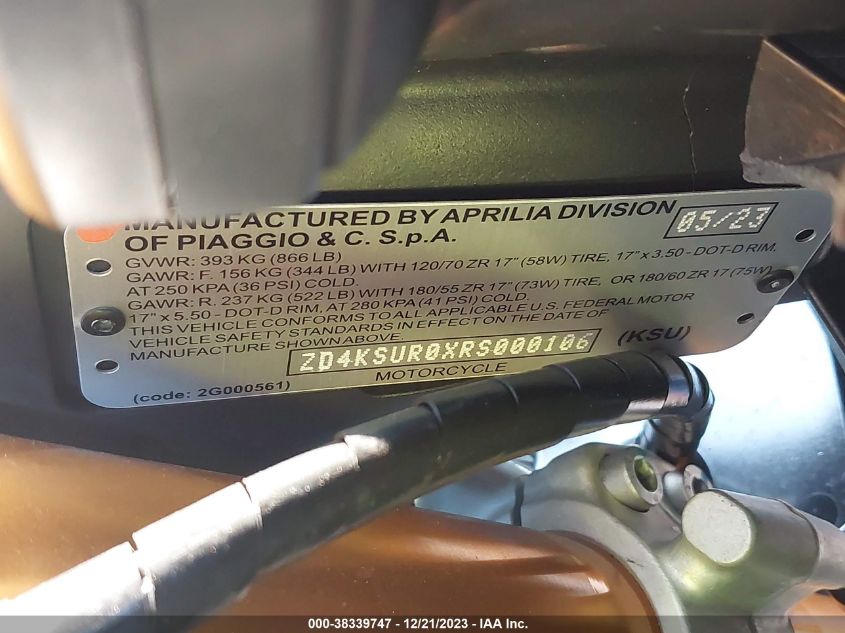 MANUFACTURED BY APRILIA DIVISION
OF PIAGGIO & C. S.p.A.
05/23
GVWR: 393 KG (866 LB)
GAWR: F. 156 KG (344 LB) WITH 120/70 ZR 17" (58W) TIRE, 17" x 3.50 - DOT-D RIM,
AT 250 KPA (36 PSI) COLD.
GAWR: R. 237 KG (522 LB) WITH 180/55 ZR 17" (73W) TIRE, OR 180/60 ZR 17 (75W)
17" x 5.50 - DOT-D RIM, AT 280 KPA (41 PSI) COLD.
THIS VEHICLE CONFORMS TO ALL APPLICABLE U.S. FEDERAL MOTOR
VEHICLE SAFETY STANDARDS IN EFFECT ON THE DATE OF
MANUFACTURE SHOWN ABOVE.
ZD4KSUR0XRS000106 (KSU)
(code: 2G000561) MOTORCYCLE
000-38339747 - 12/21/2023 - IAA Inc.